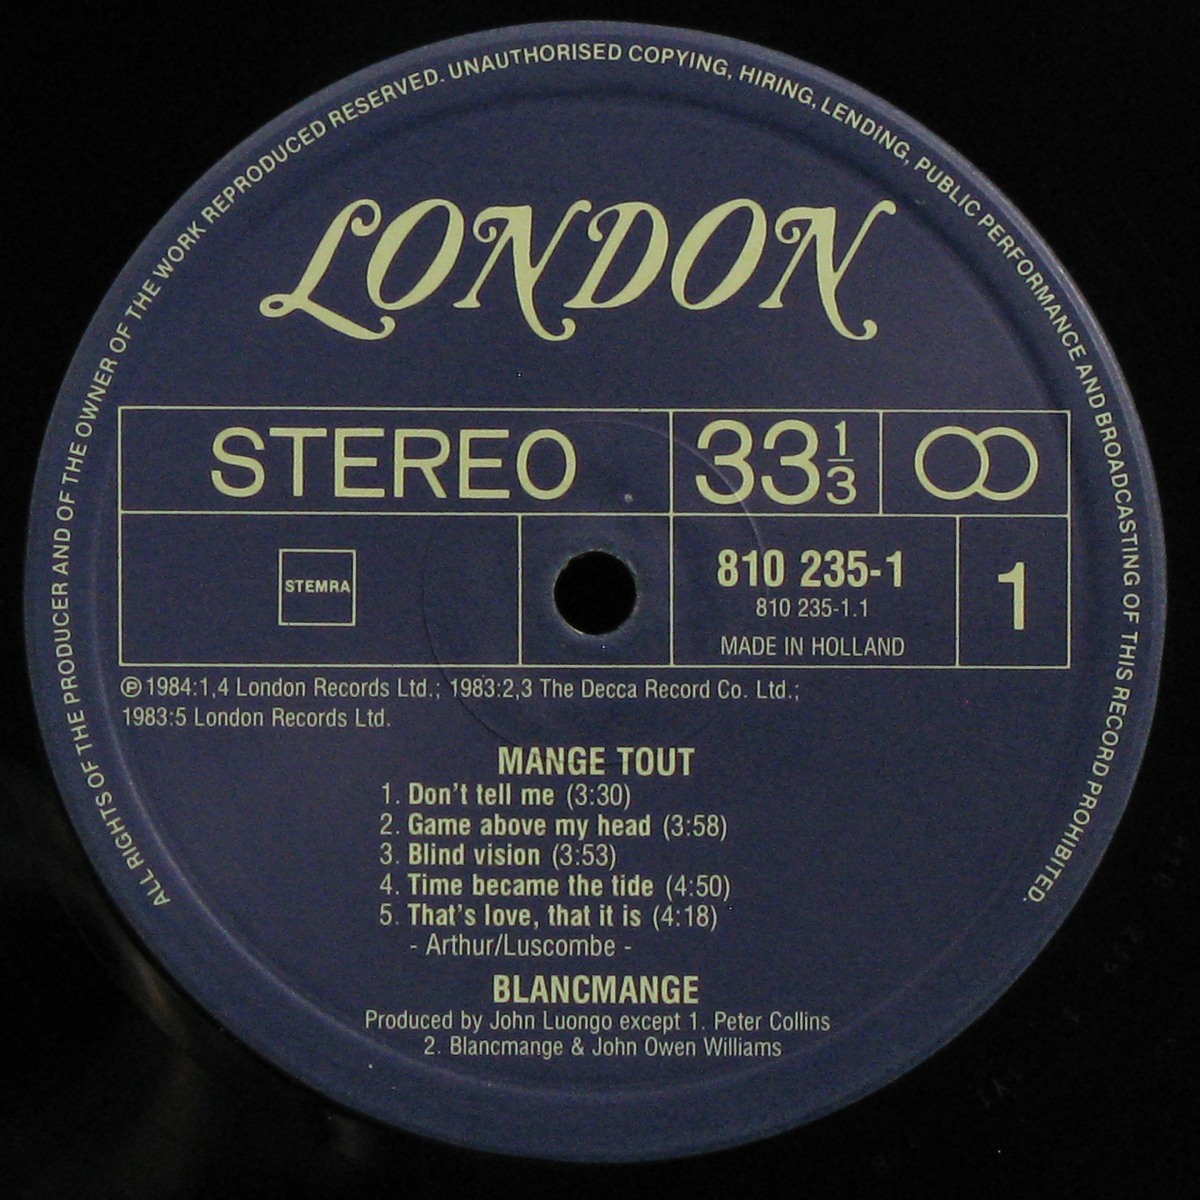 ALL RIGHTS OF THE PRODUCER AND OF THE OWNER OF THE WORK REPRODUCED RESERVED. UNAUTHORISED COPYING, HIRING, LENDING, PUBLIC PERFORMANCE AND BROADCASTING OF THIS RECORD PROHIBITED.
LONDON
STEREO
33 1/3
STEMRA
810 235-1
810 235-1.1
MADE IN HOLLAND
1
℗ 1984:1,4 London Records Ltd.; 1983:2,3 The Decca Record Co. Ltd.;
1983:5 London Records Ltd.
MANGE TOUT
1. Don't tell me (3:30)
2. Game above my head (3:58)
3. Blind vision (3:53)
4. Time became the tide (4:50)
5. That's love, that it is (4:18)
- Arthur/Luscombe -
BLANCMANGE
Produced by John Luongo except 1. Peter Collins
2. Blancmange & John Owen Williams